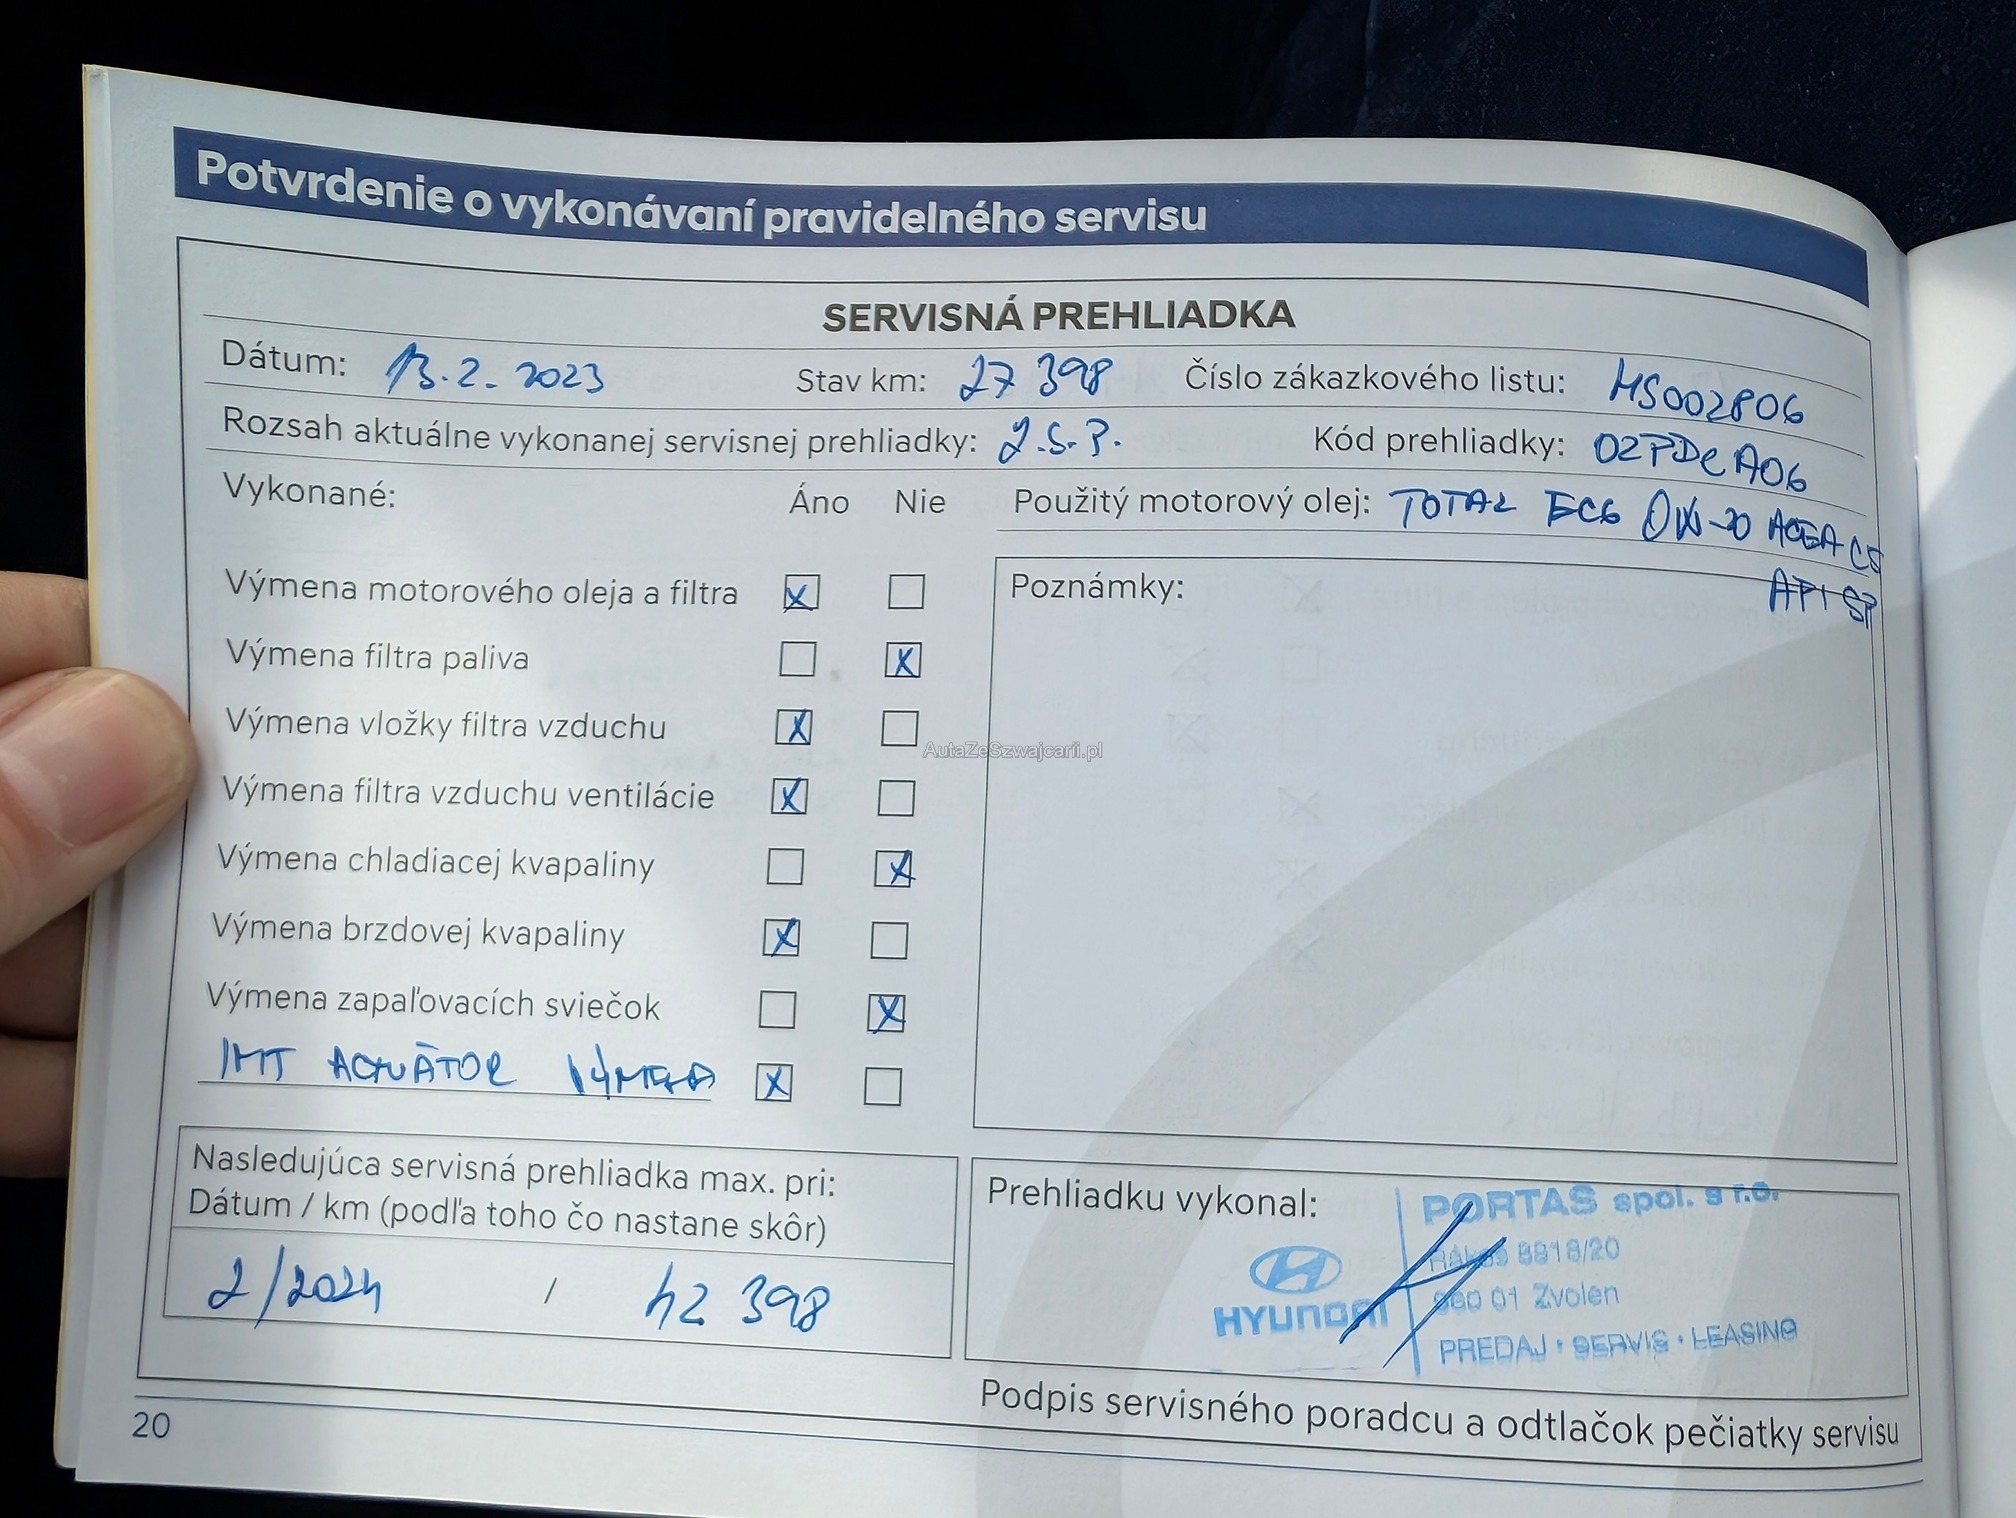 Potvrdenie o vykonávaní pravidelného servisu
SERVISNÁ PREHLIADKA
Dátum: 13.2.2023 Stav km: 27 398 Číslo zákazkového listu: HS002806
Rozsah aktuálne vykonanej servisnej prehliadky: 2.S.P. Kód prehliadky: 02PDCA06
Vykonané: Áno Nie Použitý motorový olej: TOTAL EC6 0W-20 ACEA C5
API SP
Výmena motorového oleja a filtra X
Poznámky:
Výmena filtra paliva X
Výmena vložky filtra vzduchu X
AutaZeSzwajcarii.pl
Výmena filtra vzduchu ventilácie X
Výmena chladiacej kvapaliny X
Výmena brzdovej kvapaliny X
Výmena zapaľovacích sviečok X
IMT ACTUÁTOR VÝMENA X
Nasledujúca servisná prehliadka max. pri:
Dátum / km (podľa toho čo nastane skôr)
2/2024 / 42 398
Prehliadku vykonal:
HYUNDAI
PORTAS spol. s r.o.
Rákoš 8818/20
960 01 Zvolen
PREDAJ · SERVIS · LEASING
Podpis servisného poradcu a odtlačok pečiatky servisu
20